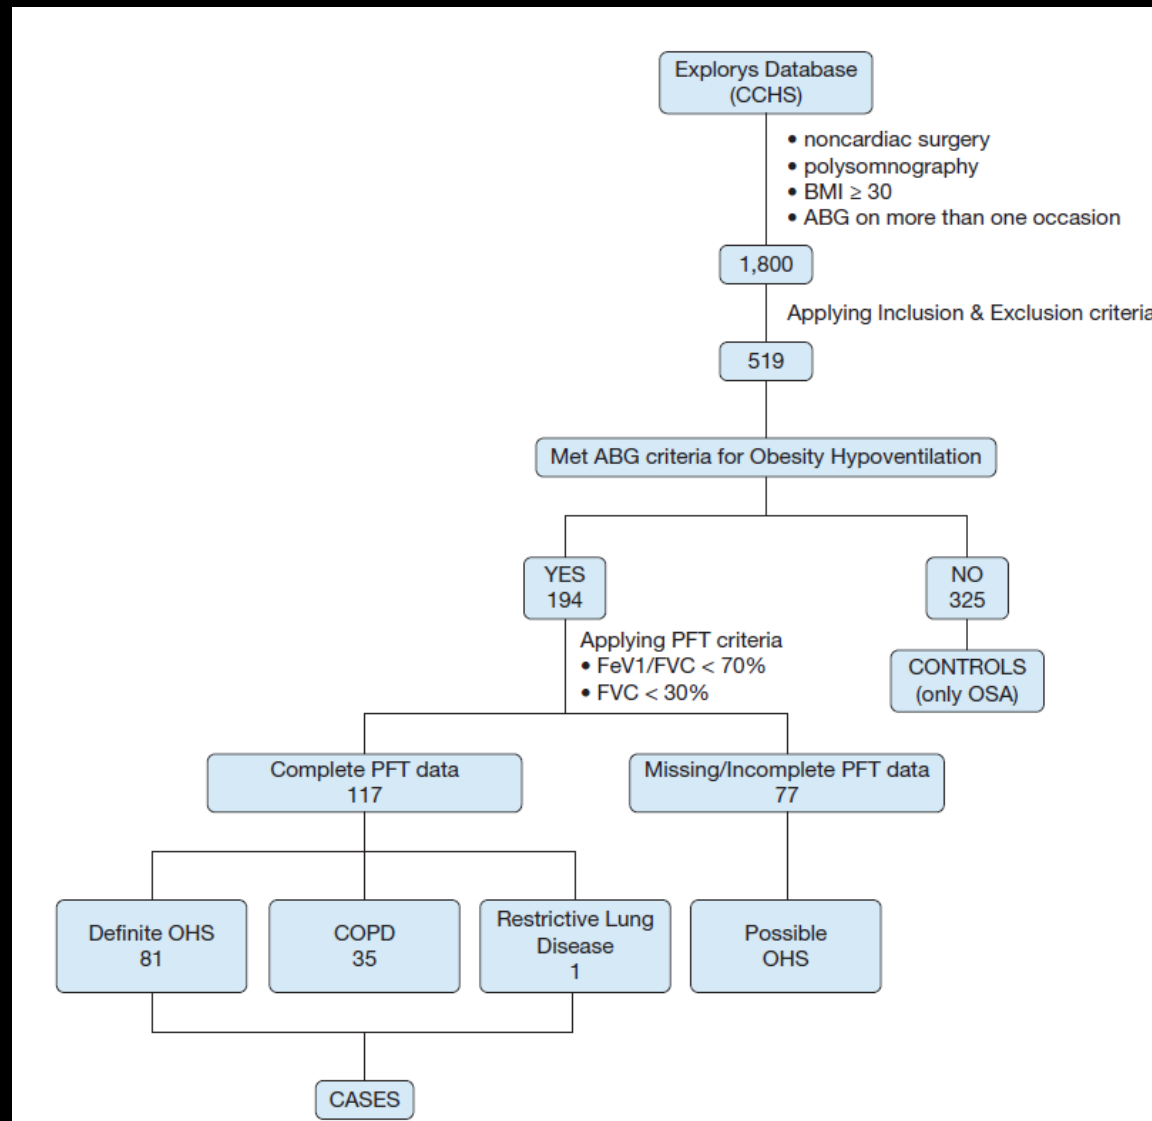 Explorys Database
(CCHS)
• noncardiac surgery
• polysomnography
• BMI ≥ 30
• ABG on more than one occasion
1,800
Applying Inclusion & Exclusion criteria
519
Met ABG criteria for Obesity Hypoventilation
YES
194
NO
325
Applying PFT criteria
• FeV1/FVC < 70%
• FVC < 30%
CONTROLS
(only OSA)
Complete PFT data
117
Missing/Incomplete PFT data
77
Definite OHS
81
COPD
35
Restrictive Lung
Disease
1
Possible
OHS
CASES